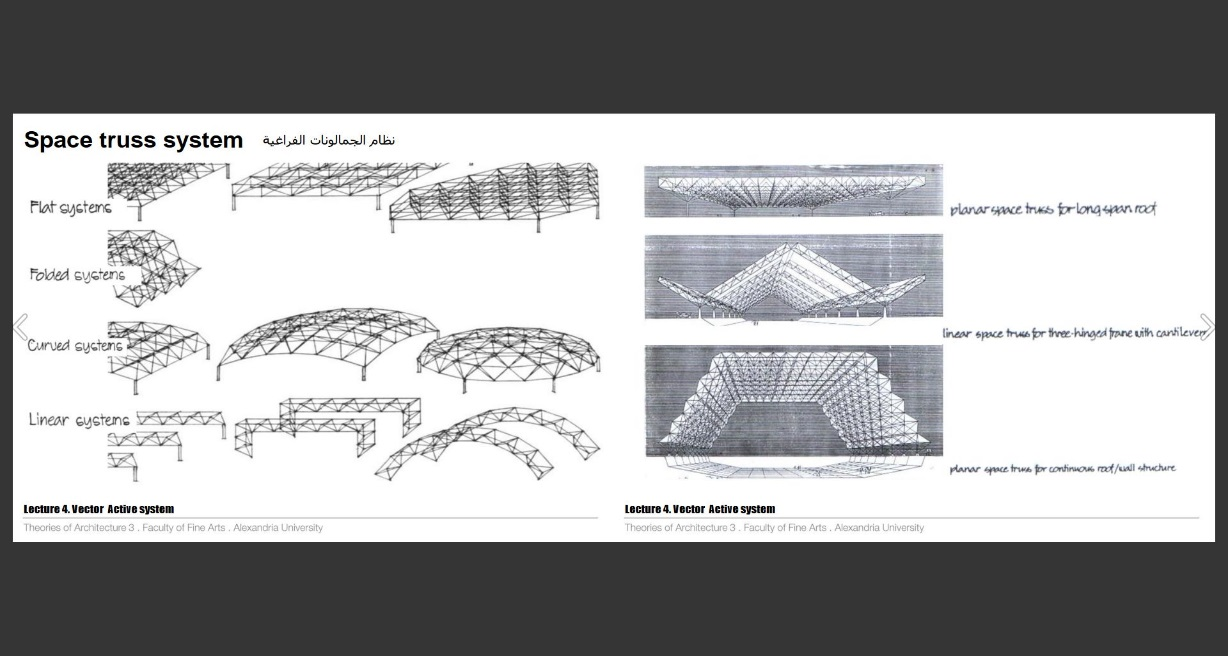 Space truss system نظام الجمالونات الفراغية
Flat systems
Folded systems
Curved systems
Linear systems
Lecture 4. Vector Active system
Theories of Architecture 3 . Faculty of Fine Arts . Alexandria University
planar space truss for long span roof
linear space truss for three-hinged frame with cantilevers
planar space truss for continuous roof/wall structure
Lecture 4. Vector Active system
Theories of Architecture 3 . Faculty of Fine Arts . Alexandria University